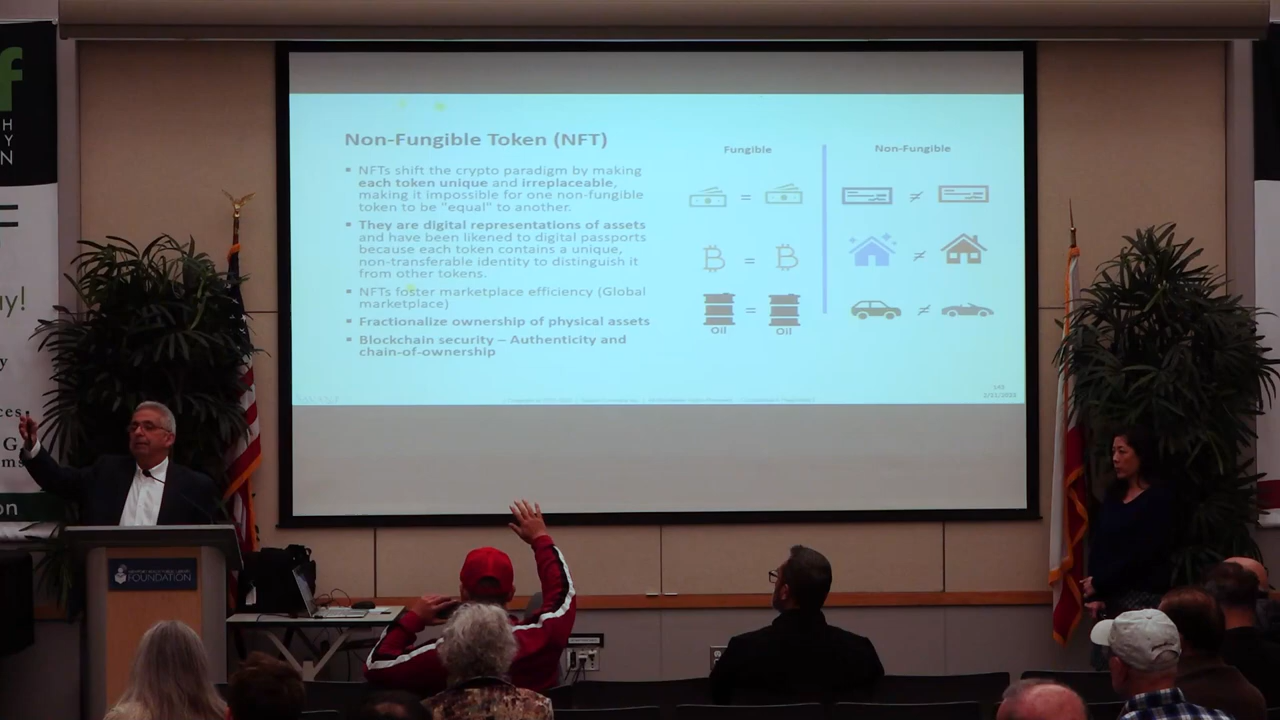 f
H
Y
N
ay!
y
ces,
G
ms
on
Non-Fungible Token (NFT)
▪ NFTs shift the crypto paradigm by making
each token unique and irreplaceable,
making it impossible for one non-fungible
token to be "equal" to another.
▪ They are digital representations of assets
and have been likened to digital passports
because each token contains a unique,
non-transferable identity to distinguish it
from other tokens.
▪ NFTs foster marketplace efficiency (Global
marketplace)
▪ Fractionalize ownership of physical assets
▪ Blockchain security – Authenticity and
chain-of-ownership
Fungible
Non-Fungible
=
≠
=
≠
=
≠
Oil
Oil
FOUNDATION